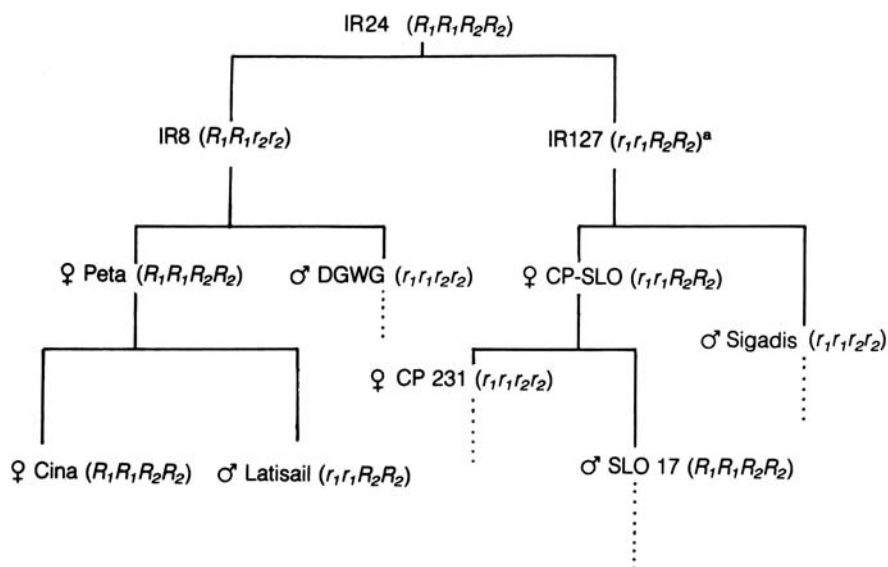 IR24 (R₁R₁R₂R₂)
IR8 (R₁R₁r₂r₂)
IR127 (r₁r₁R₂R₂)ᵃ
♀ Peta (R₁R₁R₂R₂)
♂ DGWG (r₁r₁r₂r₂)
♀ CP-SLO (r₁r₁R₂R₂)
♂ Sigadis (r₁r₁r₂r₂)
♀ CP 231 (r₁r₁r₂r₂)
♀ Cina (R₁R₁R₂R₂)
♂ Latisail (r₁r₁R₂R₂)
♂ SLO 17 (R₁R₁R₂R₂)